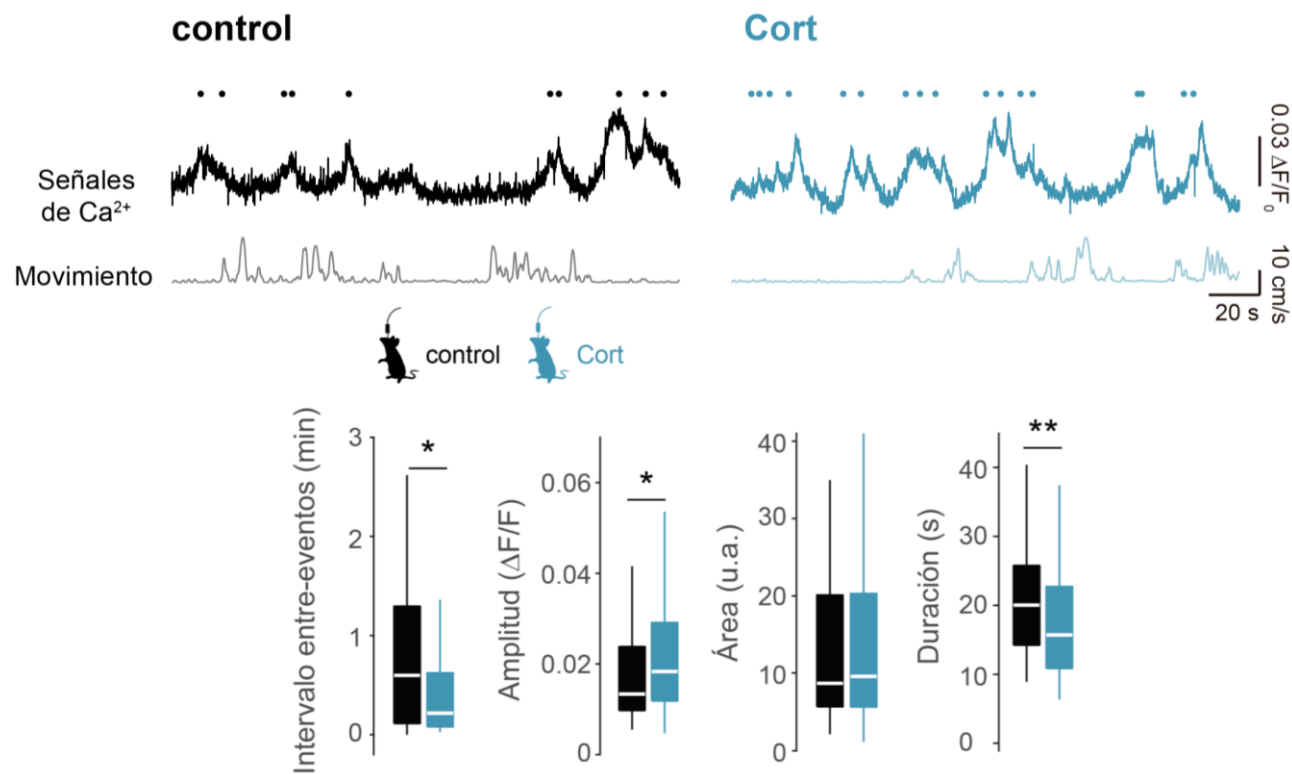 control
Cort
Señales
de Ca²⁺
0.03 ΔF/F₀
Movimiento
10 cm/s
20 s
control
Cort
Intervalo entre-eventos (min)
3
2
1
0
*
Amplitud (ΔF/F)
0.06
0.04
0.02
0
*
Área (u.a.)
40
30
20
10
0
Duración (s)
40
30
20
10
0
**